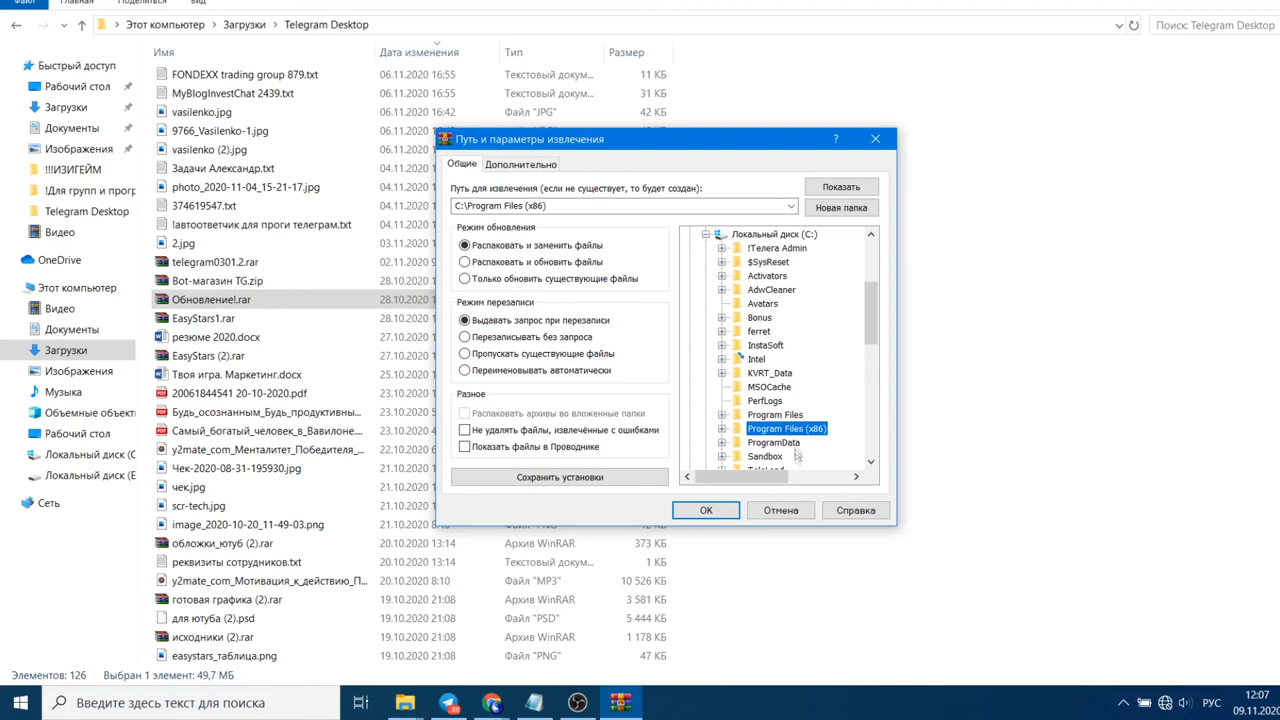 Файл
Главная
Поделиться
Вид
Этот компьютер
Загрузки
Telegram Desktop
Поиск: Telegram Desktop
Имя
Дата изменения
Тип
Размер
Быстрый доступ
Рабочий стол
Загрузки
Документы
Изображения
!!!ИЗИГЕЙМ
!Для групп и прогр
Telegram Desktop
Видео
OneDrive
Этот компьютер
Видео
Документы
Загрузки
Изображения
Музыка
Объемные объекты
Рабочий стол
Локальный диск (C
Локальный диск (E
Сеть
FONDEXX trading group 879.txt 06.11.2020 16:55 Текстовый докум... 11 КБ
MyBlogInvestChat 2439.txt 06.11.2020 16:55 Текстовый докум... 31 КБ
vasilenko.jpg 06.11.2020 16:42 Файл "JPG" 42 КБ
9766_Vasilenko-1.jpg
vasilenko (2).jpg
Задачи Александр.txt
photo_2020-11-04_15-21-17.jpg
374619547.txt
!автоответчик для проги телеграм.txt
2.jpg
telegram0301.2.rar
Bot-магазин TG.zip
Обновление!.rar
EasyStars1.rar
резюме 2020.docx
EasyStars (2).rar
Твоя игра. Маркетинг.docx
20061844541 20-10-2020.pdf
Будь_осознанным_Будь_продуктивны...
Самый_богатый_человек_в_Вавилоне....
y2mate_com_Менталитет_Победителя_...
Чек-2020-08-31-195930.jpg
чек.jpg
scr-tech.jpg
image_2020-10-20_11-49-03.png
обложки_ютуб (2).rar 20.10.2020 13:14 Архив WinRAR 373 КБ
реквизиты сотрудников.txt 20.10.2020 13:14 Текстовый докум... 1 КБ
y2mate_com_Мотивация_к_действию_П... 20.10.2020 8:10 Файл "MP3" 10 526 КБ
готовая графика (2).rar 19.10.2020 21:08 Архив WinRAR 3 581 КБ
для ютуба (2).psd 19.10.2020 21:08 Файл "PSD" 5 444 КБ
исходники (2).rar 19.10.2020 21:08 Архив WinRAR 1 178 КБ
easystars_таблица.png 19.10.2020 21:08 Файл "PNG" 47 КБ
Путь и параметры извлечения
?
Общие
Дополнительно
Путь для извлечения (если не существует, то будет создан):
C:\Program Files (x86)
Показать
Новая папка
Режим обновления
Распаковать и заменить файлы
Распаковать и обновить файлы
Только обновить существующие файлы
Режим перезаписи
Выдавать запрос при перезаписи
Перезаписывать без запроса
Пропускать существующие файлы
Переименовывать автоматически
Разное
Распаковать архивы во вложенные папки
Не удалять файлы, извлечённые с ошибками
Показать файлы в Проводнике
Сохранить установки
Локальный диск (C:)
!Телега Admin
$SysReset
Activators
AdwCleaner
Avatars
Bonus
ferret
InstaSoft
Intel
KVRT_Data
MSOCache
PerfLogs
Program Files
Program Files (x86)
ProgramData
Sandbox
OK
Отмена
Справка
Элементов: 126
Выбран 1 элемент: 49,7 МБ
Введите здесь текст для поиска
РУС
12:07
09.11.2020